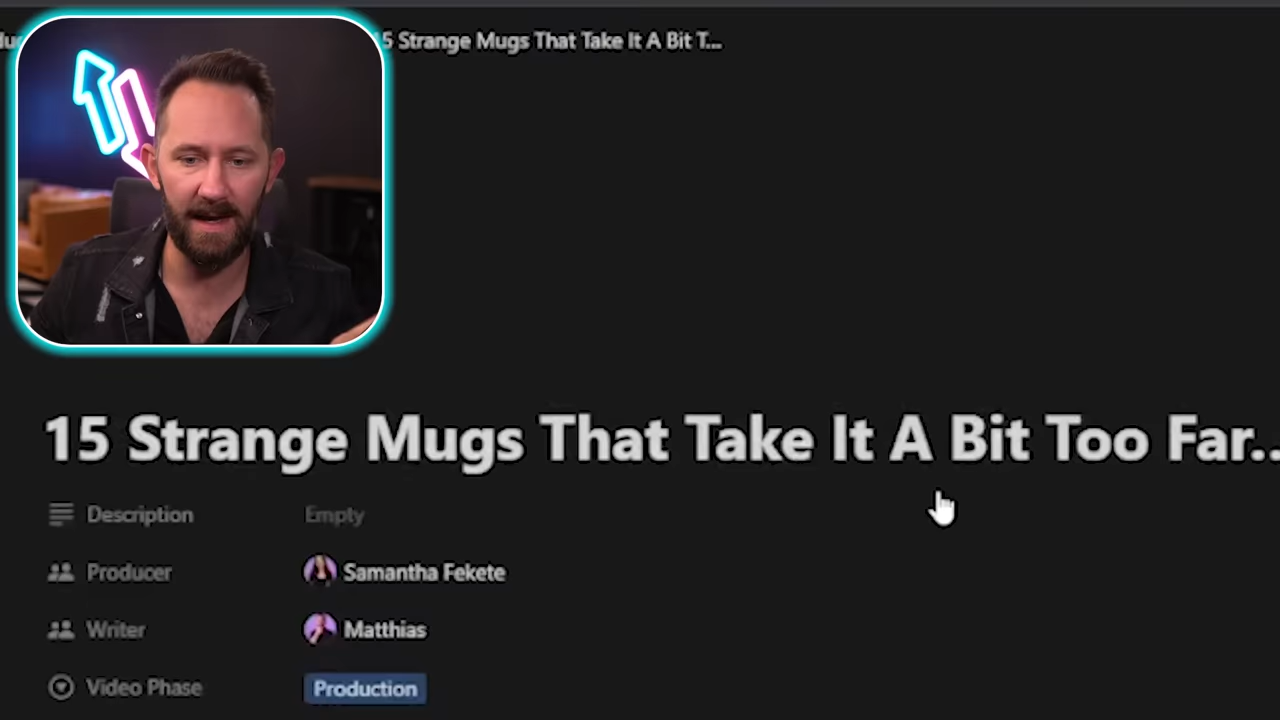 15 Strange Mugs That Take It A Bit T...
15 Strange Mugs That Take It A Bit Too Far..
Description
Empty
Producer
Samantha Fekete
Writer
Matthias
Video Phase
Production